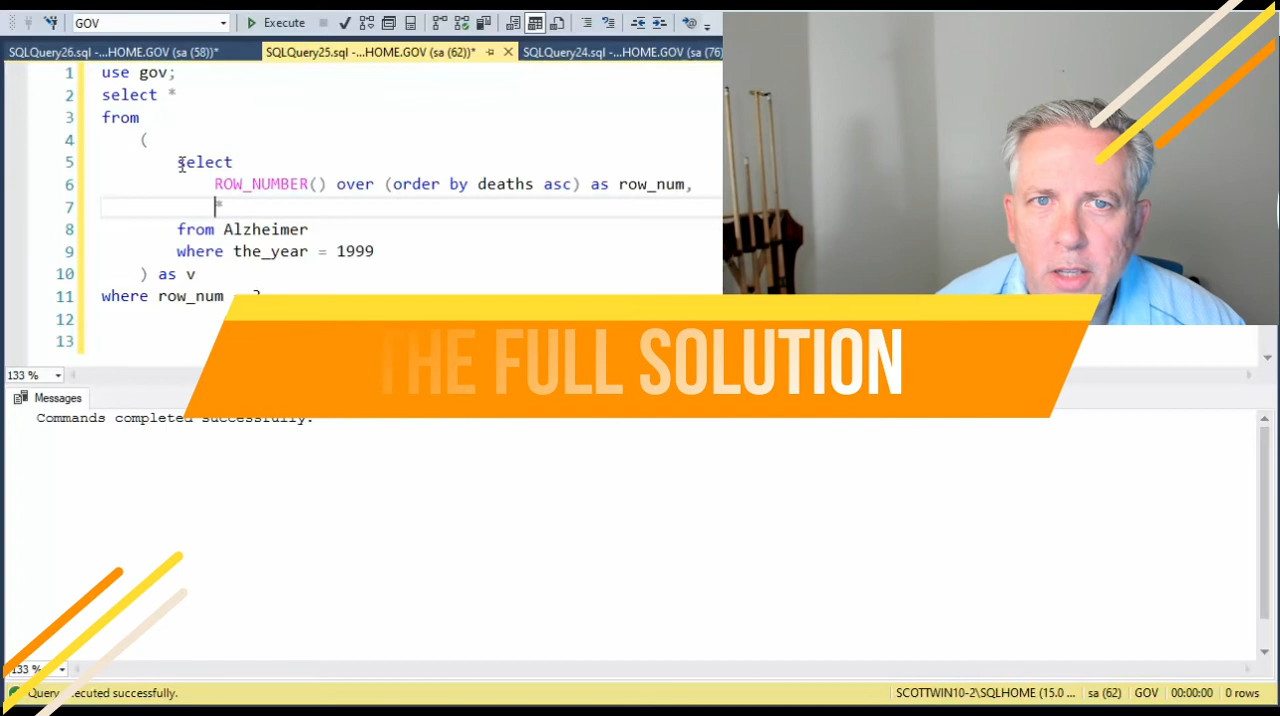 GOV
Execute
SQLQuery26.sql -...HOME.GOV (sa (58))*
SQLQuery25.sql -...HOME.GOV (sa (62))*
SQLQuery24.sql -...HOME.GOV (sa (76)
1 use gov;
2 select *
3 from
4 (
5 select
6 ROW_NUMBER() over (order by deaths asc) as row_num,
7 *
8 from Alzheimer
9 where the_year = 1999
10 ) as v
11 where row_num
12
13
THE FULL SOLUTION
133 %
Messages
Commands completed successfully.
133 %
Query executed successfully.
SCOTTWIN10-2\SQLHOME (15.0 ...
sa (62)
GOV
00:00:00
0 rows